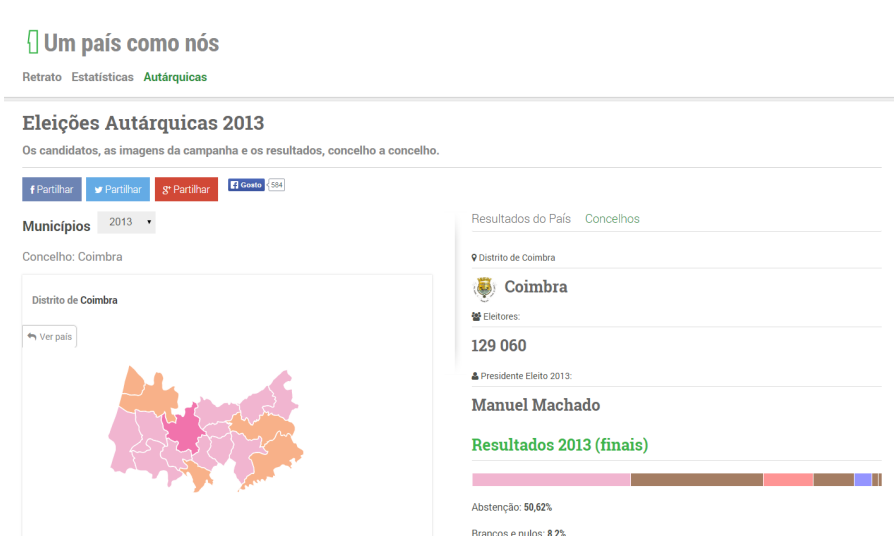 Um país como nós
Retrato Estatísticas Autárquicas
Eleições Autárquicas 2013
Os candidatos, as imagens da campanha e os resultados, concelho a concelho.
Partilhar Partilhar Partilhar Gosto 584
Municípios 2013
Concelho: Coimbra
Distrito de Coimbra
Ver país
Resultados do País Concelhos
Distrito de Coimbra
Coimbra
Eleitores:
129 060
Presidente Eleito 2013:
Manuel Machado
Resultados 2013 (finais)
Abstenção: 50,62%
Brancos e nulos: 8,2%